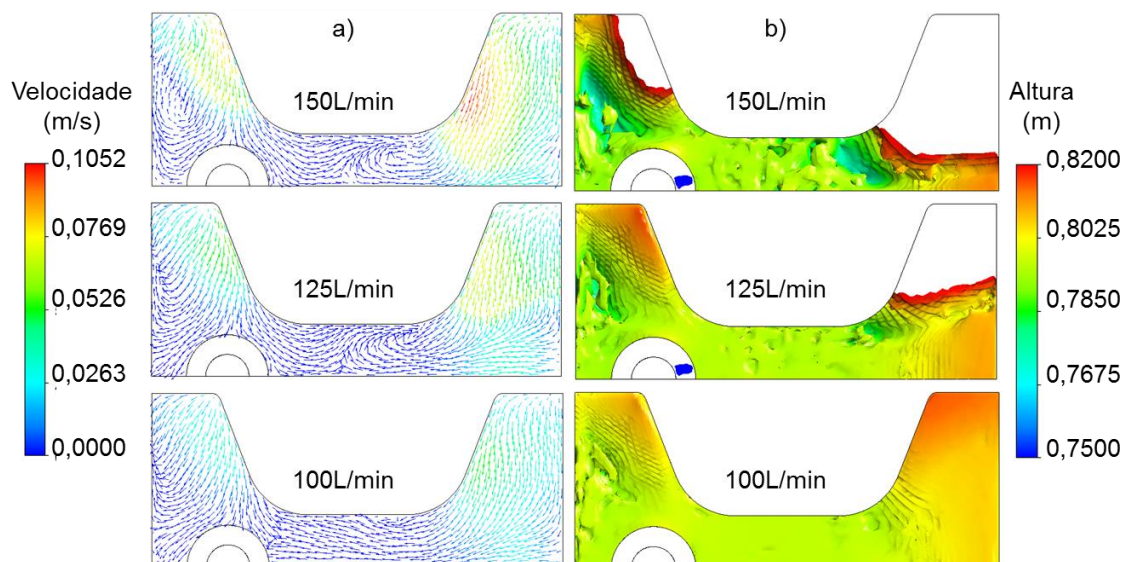 a)
b)
Velocidade
(m/s)
0,1052
0,0769
0,0526
0,0263
0,0000
150L/min
125L/min
100L/min
150L/min
125L/min
100L/min
Altura
(m)
0,8200
0,8025
0,7850
0,7675
0,7500